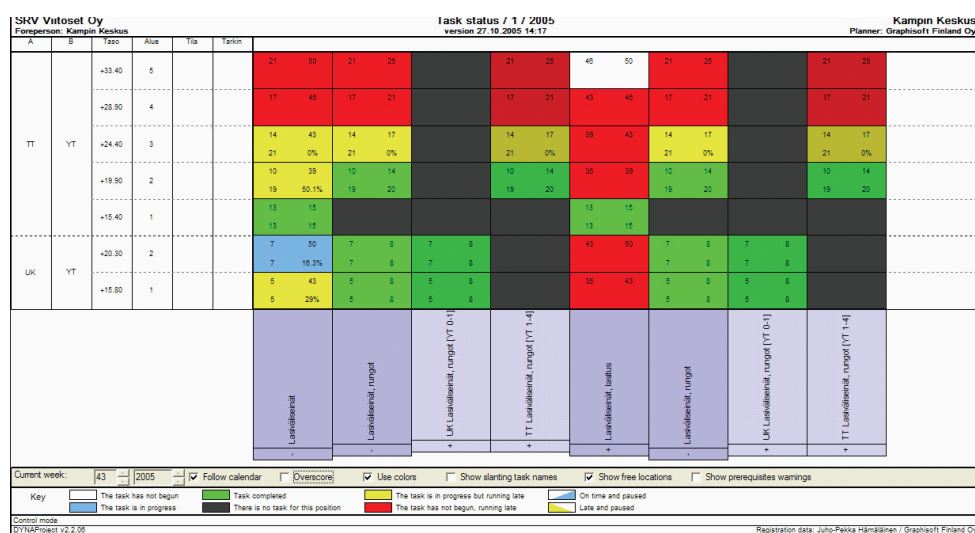 SRV Viitoset Oy Task status / 1 / 2005 Kampin Keskus
Foreperson: Kampin Keskus version 27.10.2005 14:17 Planner: Graphisoft Finland Oy
A B Taso Alue Tila Tarkin
21 50 21 25 21 25 46 50 21 25 21 25
+33.40 5
17 46 17 21 17 21 43 46 17 21 17 21
+28.90 4
14 43 14 17 14 17 39 43 14 17 14 17
TT YT +24.40 3
21 0% 21 0% 21 0% 21 0% 21 0%
10 39 10 14 10 14 35 39 10 14 10 14
+19.90 2
19 50.1% 19 20 19 20 19 20 19 20
13 15 13 15
+15.40 1
13 15 13 15
7 50 7 8 7 8 43 50 7 8 7 8
+20.30 2
7 16.3% 7 8 7 8 7 8 7 8
UK YT
5 43 5 8 5 8 35 43 5 8 5 8
+15.80 1
5 29% 5 8 5 8 5 8 5 8
Lasiväliseinät
Lasiväliseinät, rungot
UK Lasiväliseinät, rungot [YT 0-1]
TT Lasiväliseinät, rungot [YT 1-4]
Lasiväliseinät, lasitus
Lasiväliseinät, rungot
UK Lasiväliseinät, rungot [YT 0-1]
TT Lasiväliseinät, rungot [YT 1-4]
- - + + + - + +
Current week: 43 2005 Follow calendar Overscore Use colors Show slanting task names Show free locations Show prerequisites warnings
Key The task has not begun Task completed The task is in progress but running late On time and paused
The task is in progress There is no task for this position The task has not begun, running late Late and paused
Control mode
DYNAProject v2.2.06 Registration data: Juho-Pekka Hämäläinen / Graphisoft Finland Oy